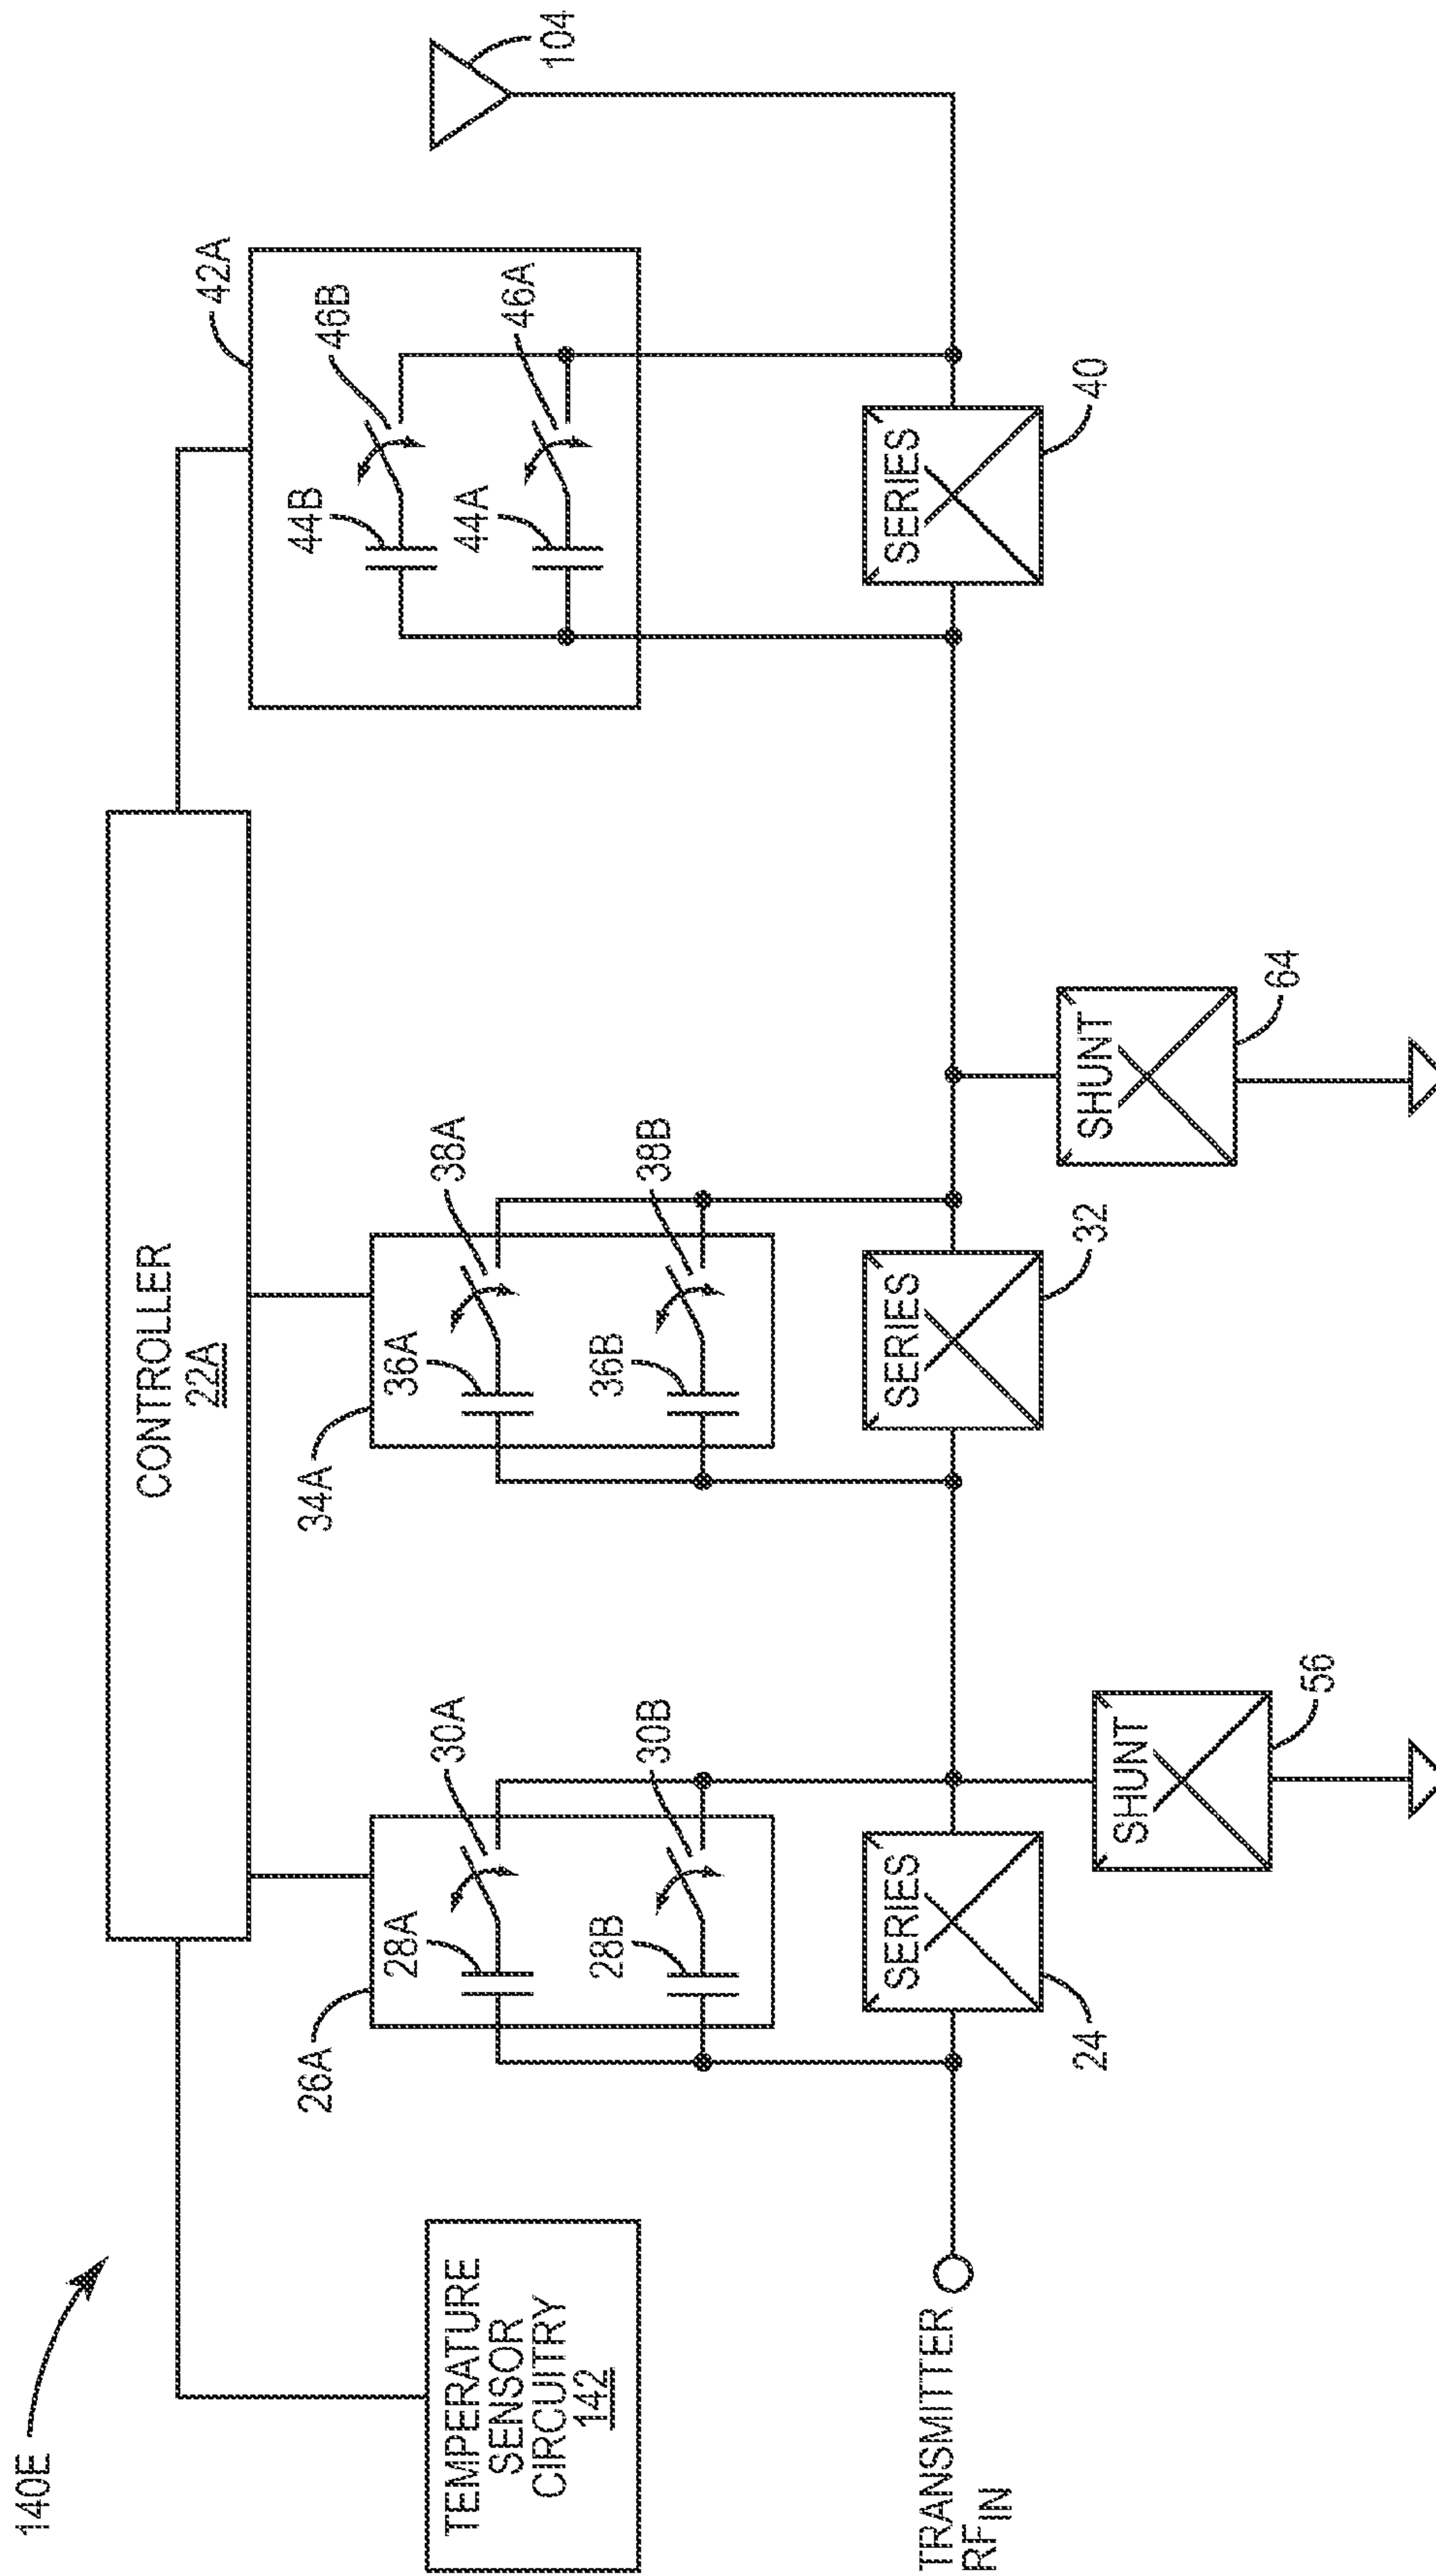 140E
CONTROLLER
22A
TEMPERATURE
SENSOR
CIRCUITRY
142
26A
28A
30A
28B
30B
34A
36A
38A
36B
38B
42A
44B
46B
44A
46A
104
TRANSMITTER
RFIN
SERIES
24
SHUNT
56
SERIES
32
SHUNT
64
SERIES
40